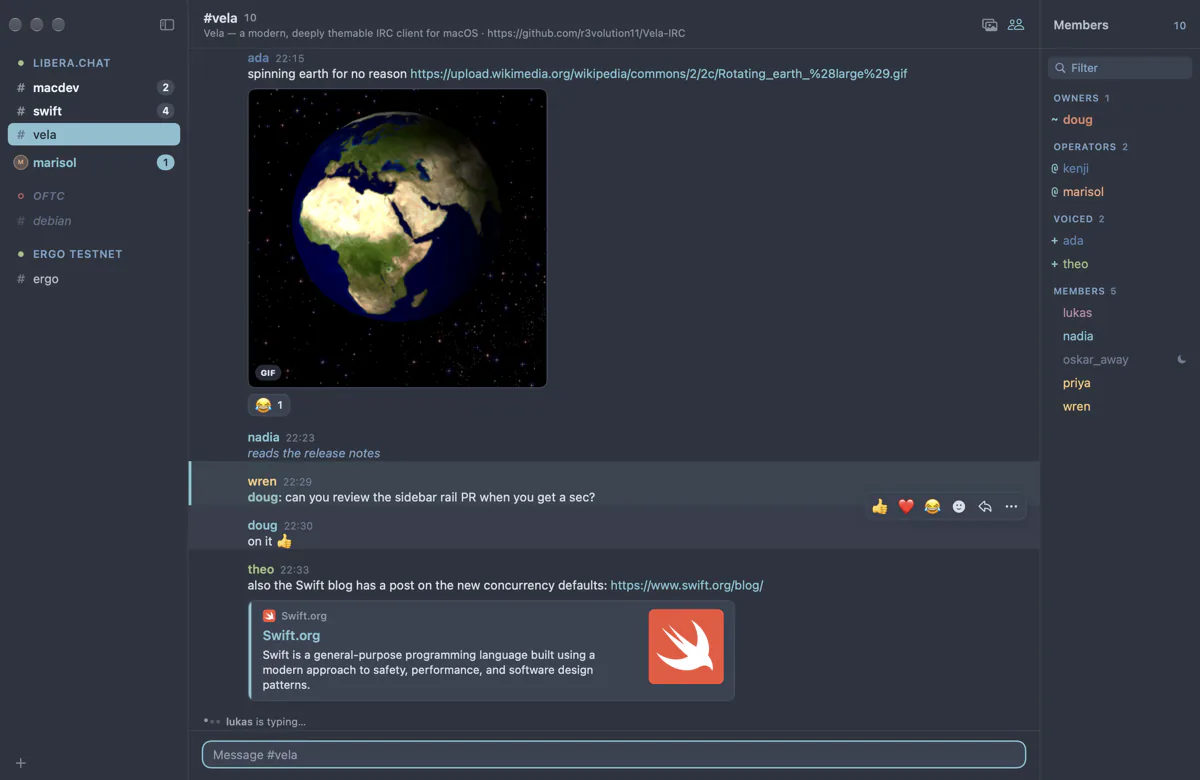 LIBERA.CHAT
# macdev 2
# swift 4
# vela
M marisol 1
OFTC
# debian
ERGO TESTNET
# ergo
#vela 10
Vela — a modern, deeply themable IRC client for macOS · https://github.com/r3volution11/Vela-IRC
ada 22:15
spinning earth for no reason https://upload.wikimedia.org/wikipedia/commons/2/2c/Rotating_earth_%28large%29.gif
GIF
😂 1
nadia 22:23
reads the release notes
wren 22:29
doug: can you review the sidebar rail PR when you get a sec?
doug 22:30
on it 👍
theo 22:33
also the Swift blog has a post on the new concurrency defaults: https://www.swift.org/blog/
Swift.org
Swift.org
Swift is a general-purpose programming language built using a
modern approach to safety, performance, and software design
patterns.
lukas is typing...
Message #vela
Members 10
Filter
OWNERS 1
~ doug
OPERATORS 2
@ kenji
@ marisol
VOICED 2
+ ada
+ theo
MEMBERS 5
lukas
nadia
oskar_away
priya
wren